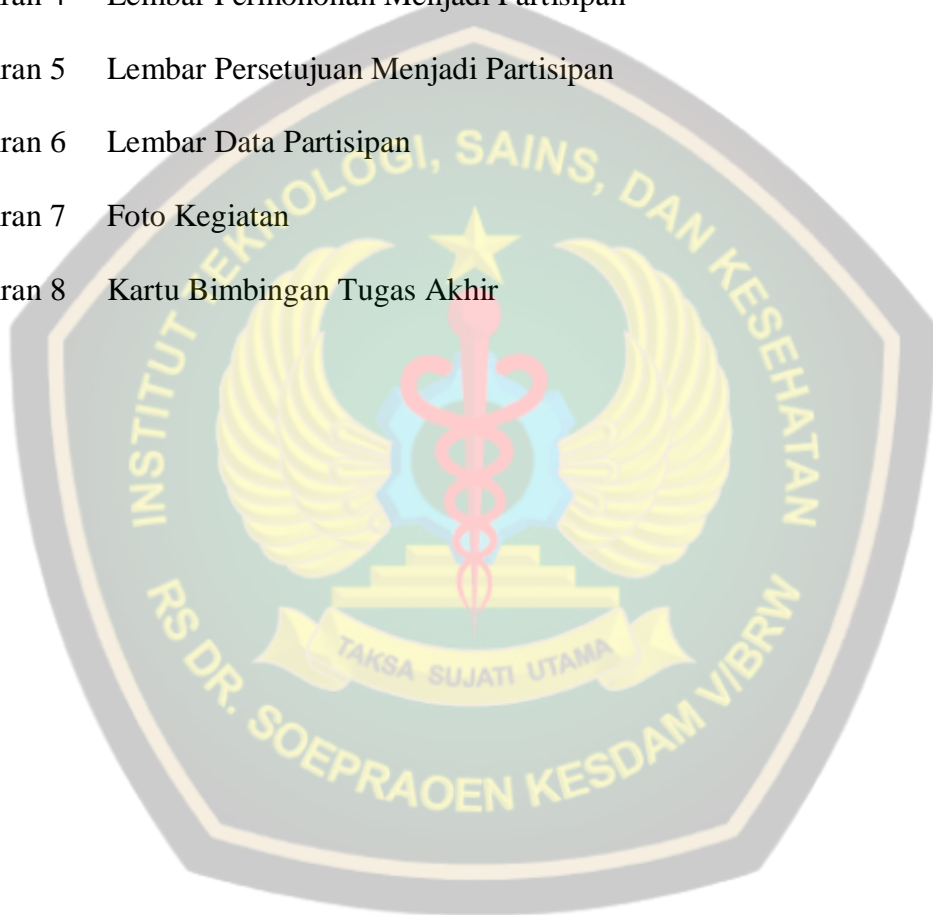 ran 4 Lembar Permohonan Menjadi Partisipan
ran 5 Lembar Persetujuan Menjadi Partisipan
ran 6 Lembar Data Partisipan
ran 7 Foto Kegiatan
ran 8 Kartu Bimbingan Tugas Akhir
INSTITUT TEKNOLOGI, SAINS, DAN KESEHATAN
TAKSA SUJATI UTAMA
RS DR. SOEPRAOEN KESDAM V/BRW